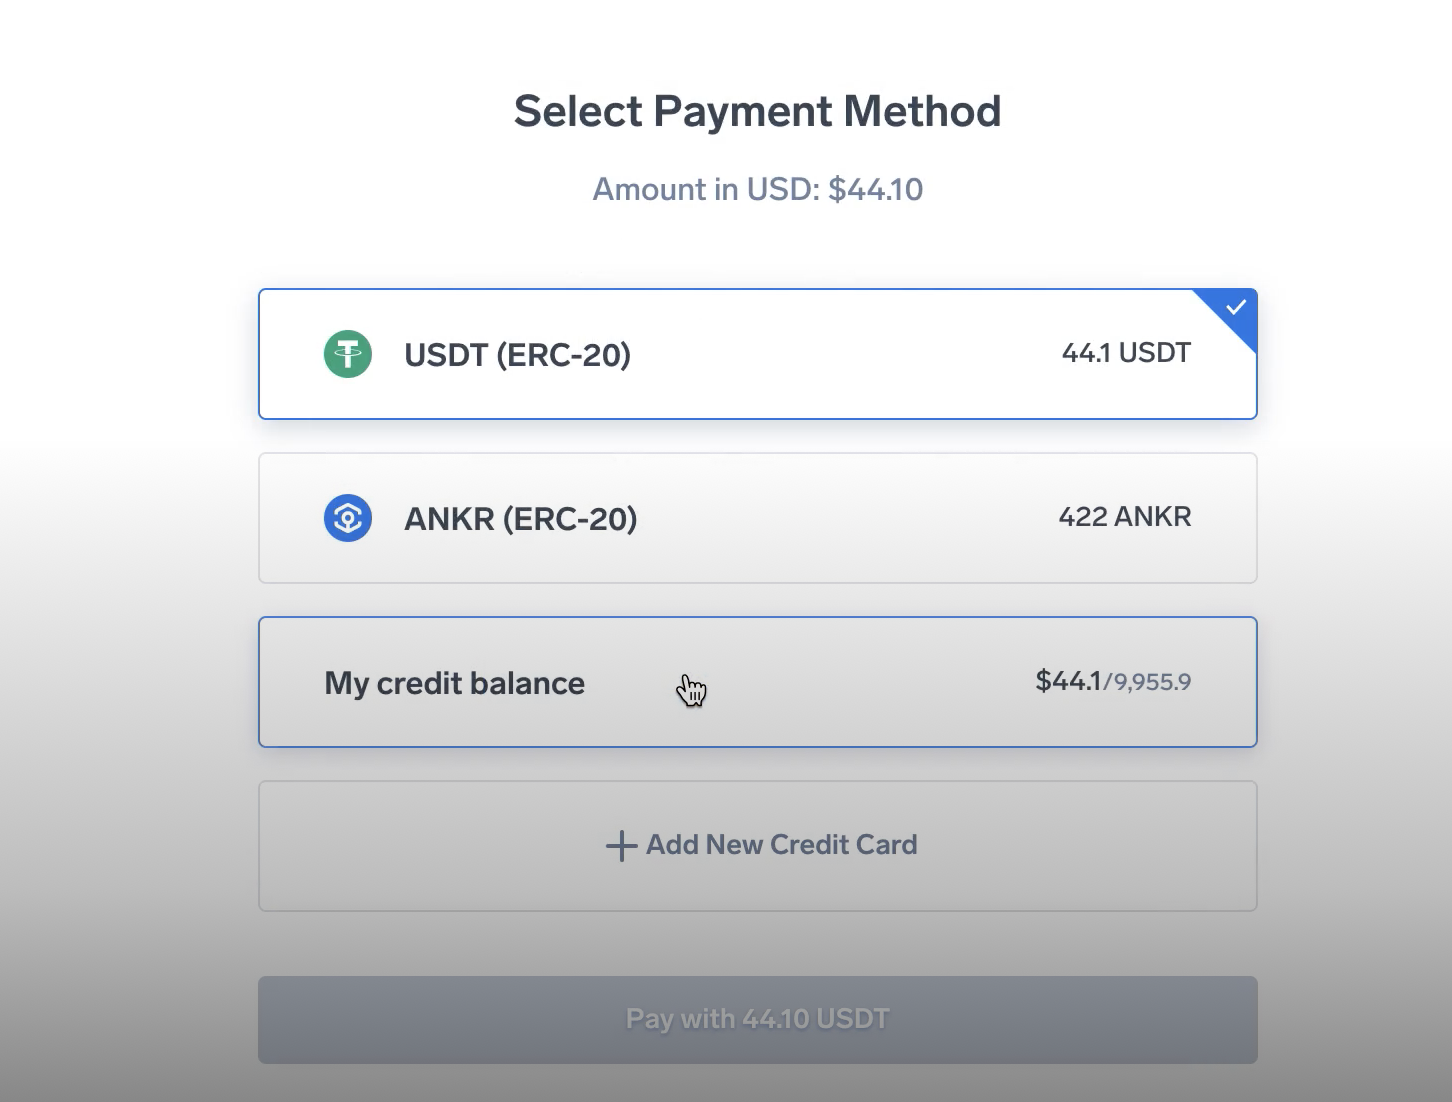 Select Payment Method
Amount in USD: $44.10
USDT (ERC-20) 44.1 USDT
ANKR (ERC-20) 422 ANKR
My credit balance $44.1/9,955.9
Add New Credit Card
Pay with 44.10 USDT